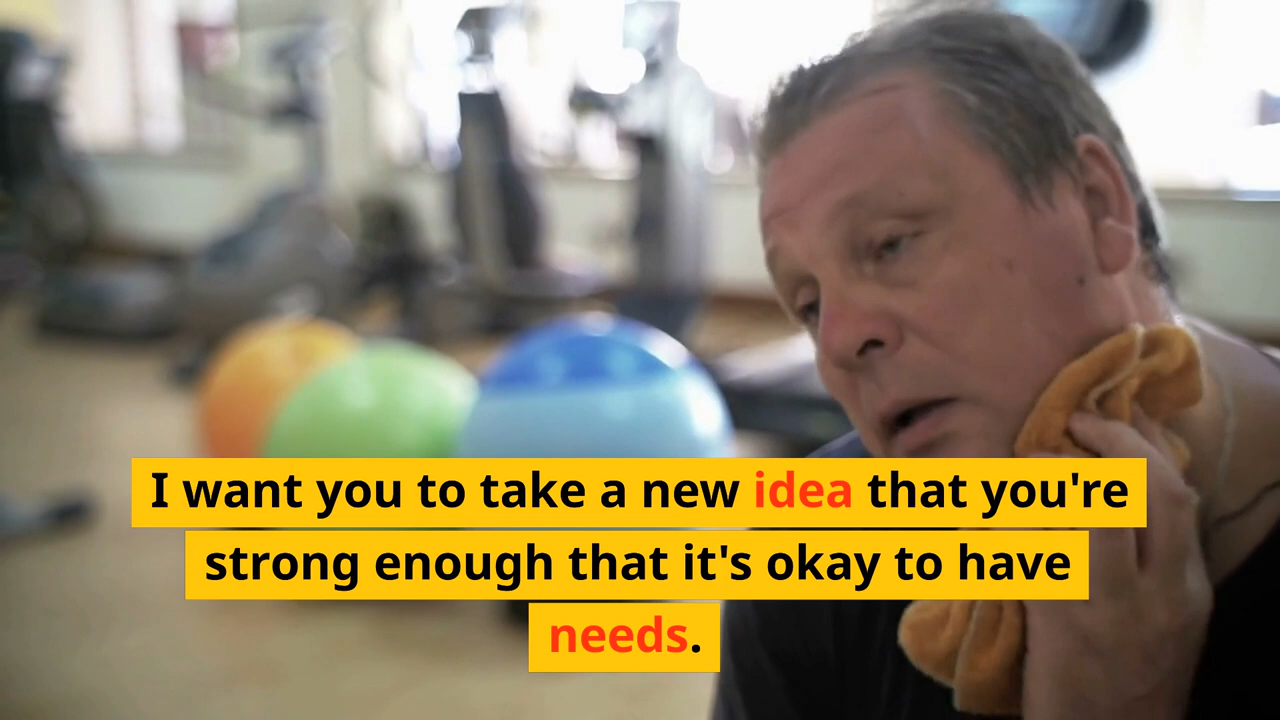 I want you to take a new idea that you're
strong enough that it's okay to have
needs.